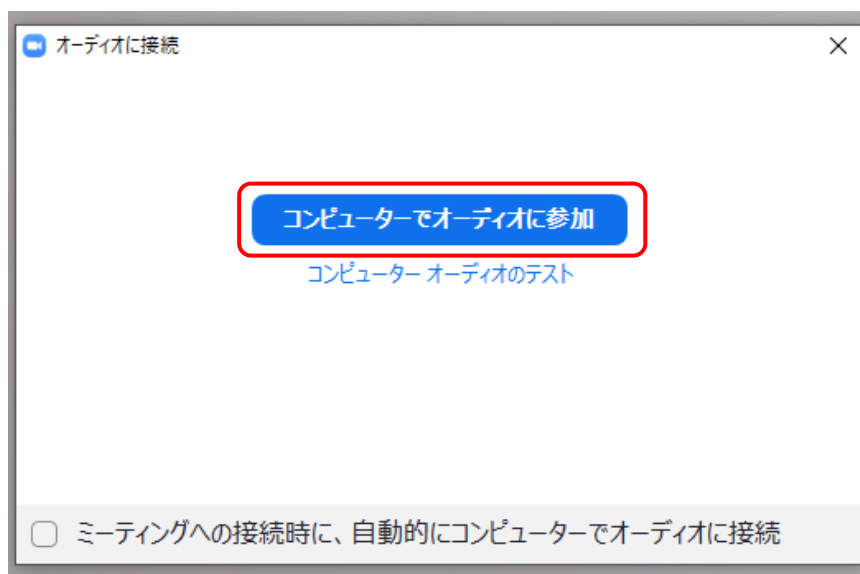 オーディオに接続
コンピューターでオーディオに参加
コンピューター オーディオのテスト
ミーティングへの接続時に、自動的にコンピューターでオーディオに接続